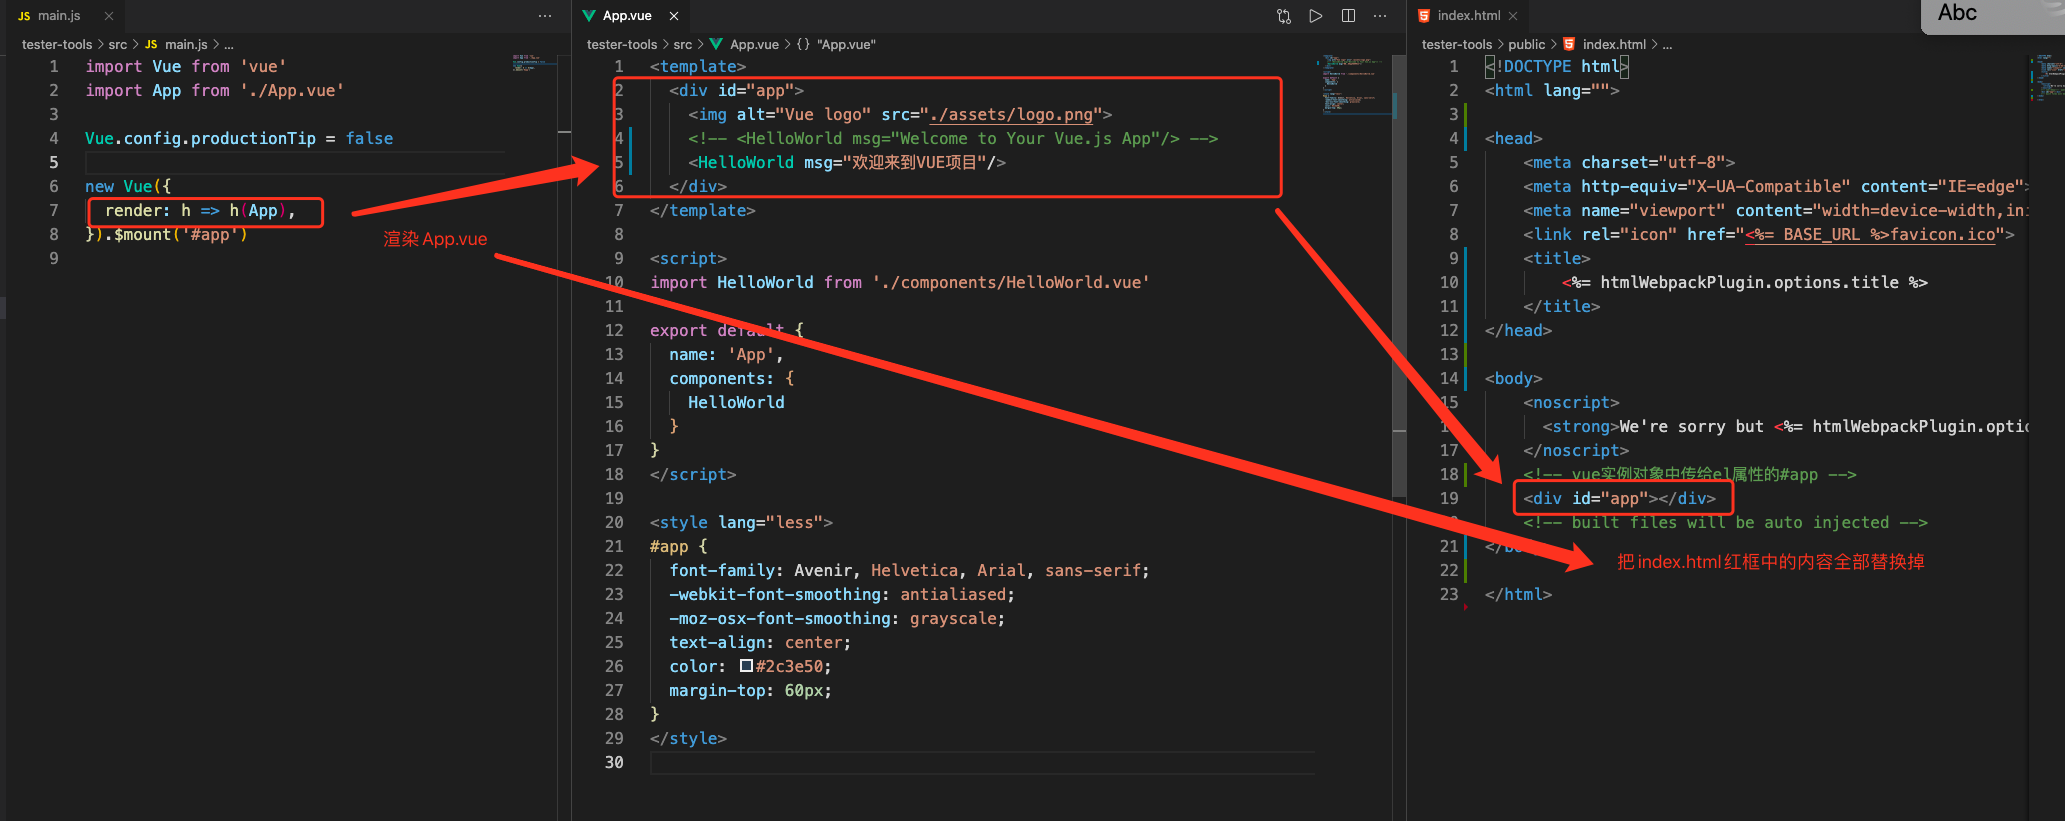 main.js
tester-tools > src > main.js > ...
1 import Vue from 'vue'
2 import App from './App.vue'
3
4 Vue.config.productionTip = false
5
6 new Vue({
7   render: h => h(App),
8 }).$mount('#app')
9
渲染 App.vue
App.vue
tester-tools > src > App.vue > {} "App.vue"
1 <template>
2   <div id="app">
3     <img alt="Vue logo" src="./assets/logo.png">
4     <!-- <HelloWorld msg="Welcome to Your Vue.js App"/> -->
5     <HelloWorld msg="欢迎来到VUE项目"/>
6   </div>
7 </template>
8
9 <script>
10 import HelloWorld from './components/HelloWorld.vue'
11
12 export default {
13   name: 'App',
14   components: {
15     HelloWorld
16   }
17 }
18 </script>
19
20 <style lang="less">
21 #app {
22   font-family: Avenir, Helvetica, Arial, sans-serif;
23   -webkit-font-smoothing: antialiased;
24   -moz-osx-font-smoothing: grayscale;
25   text-align: center;
26   color: #2c3e50;
27   margin-top: 60px;
28 }
29 </style>
30
index.html
Abc
tester-tools > public > index.html > ...
1 <!DOCTYPE html>
2 <html lang="">
3
4 <head>
5     <meta charset="utf-8">
6     <meta http-equiv="X-UA-Compatible" content="IE=edge">
7     <meta name="viewport" content="width=device-width,ini
8     <link rel="icon" href="<%= BASE_URL %>favicon.ico">
9     <title>
10         <%= htmlWebpackPlugin.options.title %>
11     </title>
12 </head>
13
14 <body>
15     <noscript>
1       <strong>We're sorry but <%= htmlWebpackPlugin.optio
17     </noscript>
18     <!-- vue实例对象中传给el属性的#app -->
19     <div id="app"></div>
    <!-- built files will be auto injected -->
21 </
22
23 </html>
把index.html红框中的内容全部替换掉